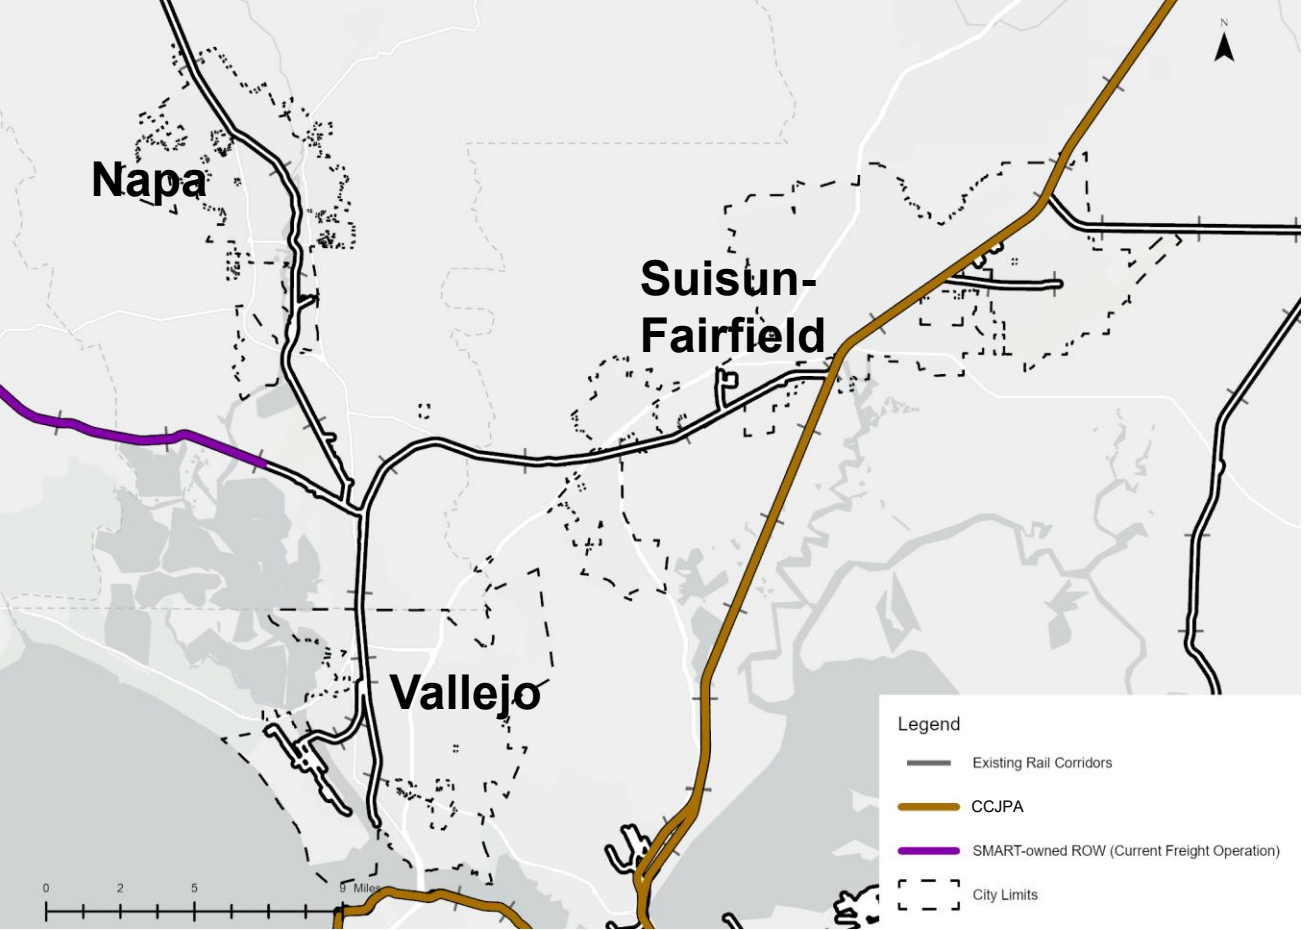 N
Napa
Suisun-
Fairfield
Vallejo
Legend
Existing Rail Corridors
CCJPA
SMART-owned ROW (Current Freight Operation)
City Limits
0 2 5 9 Miles